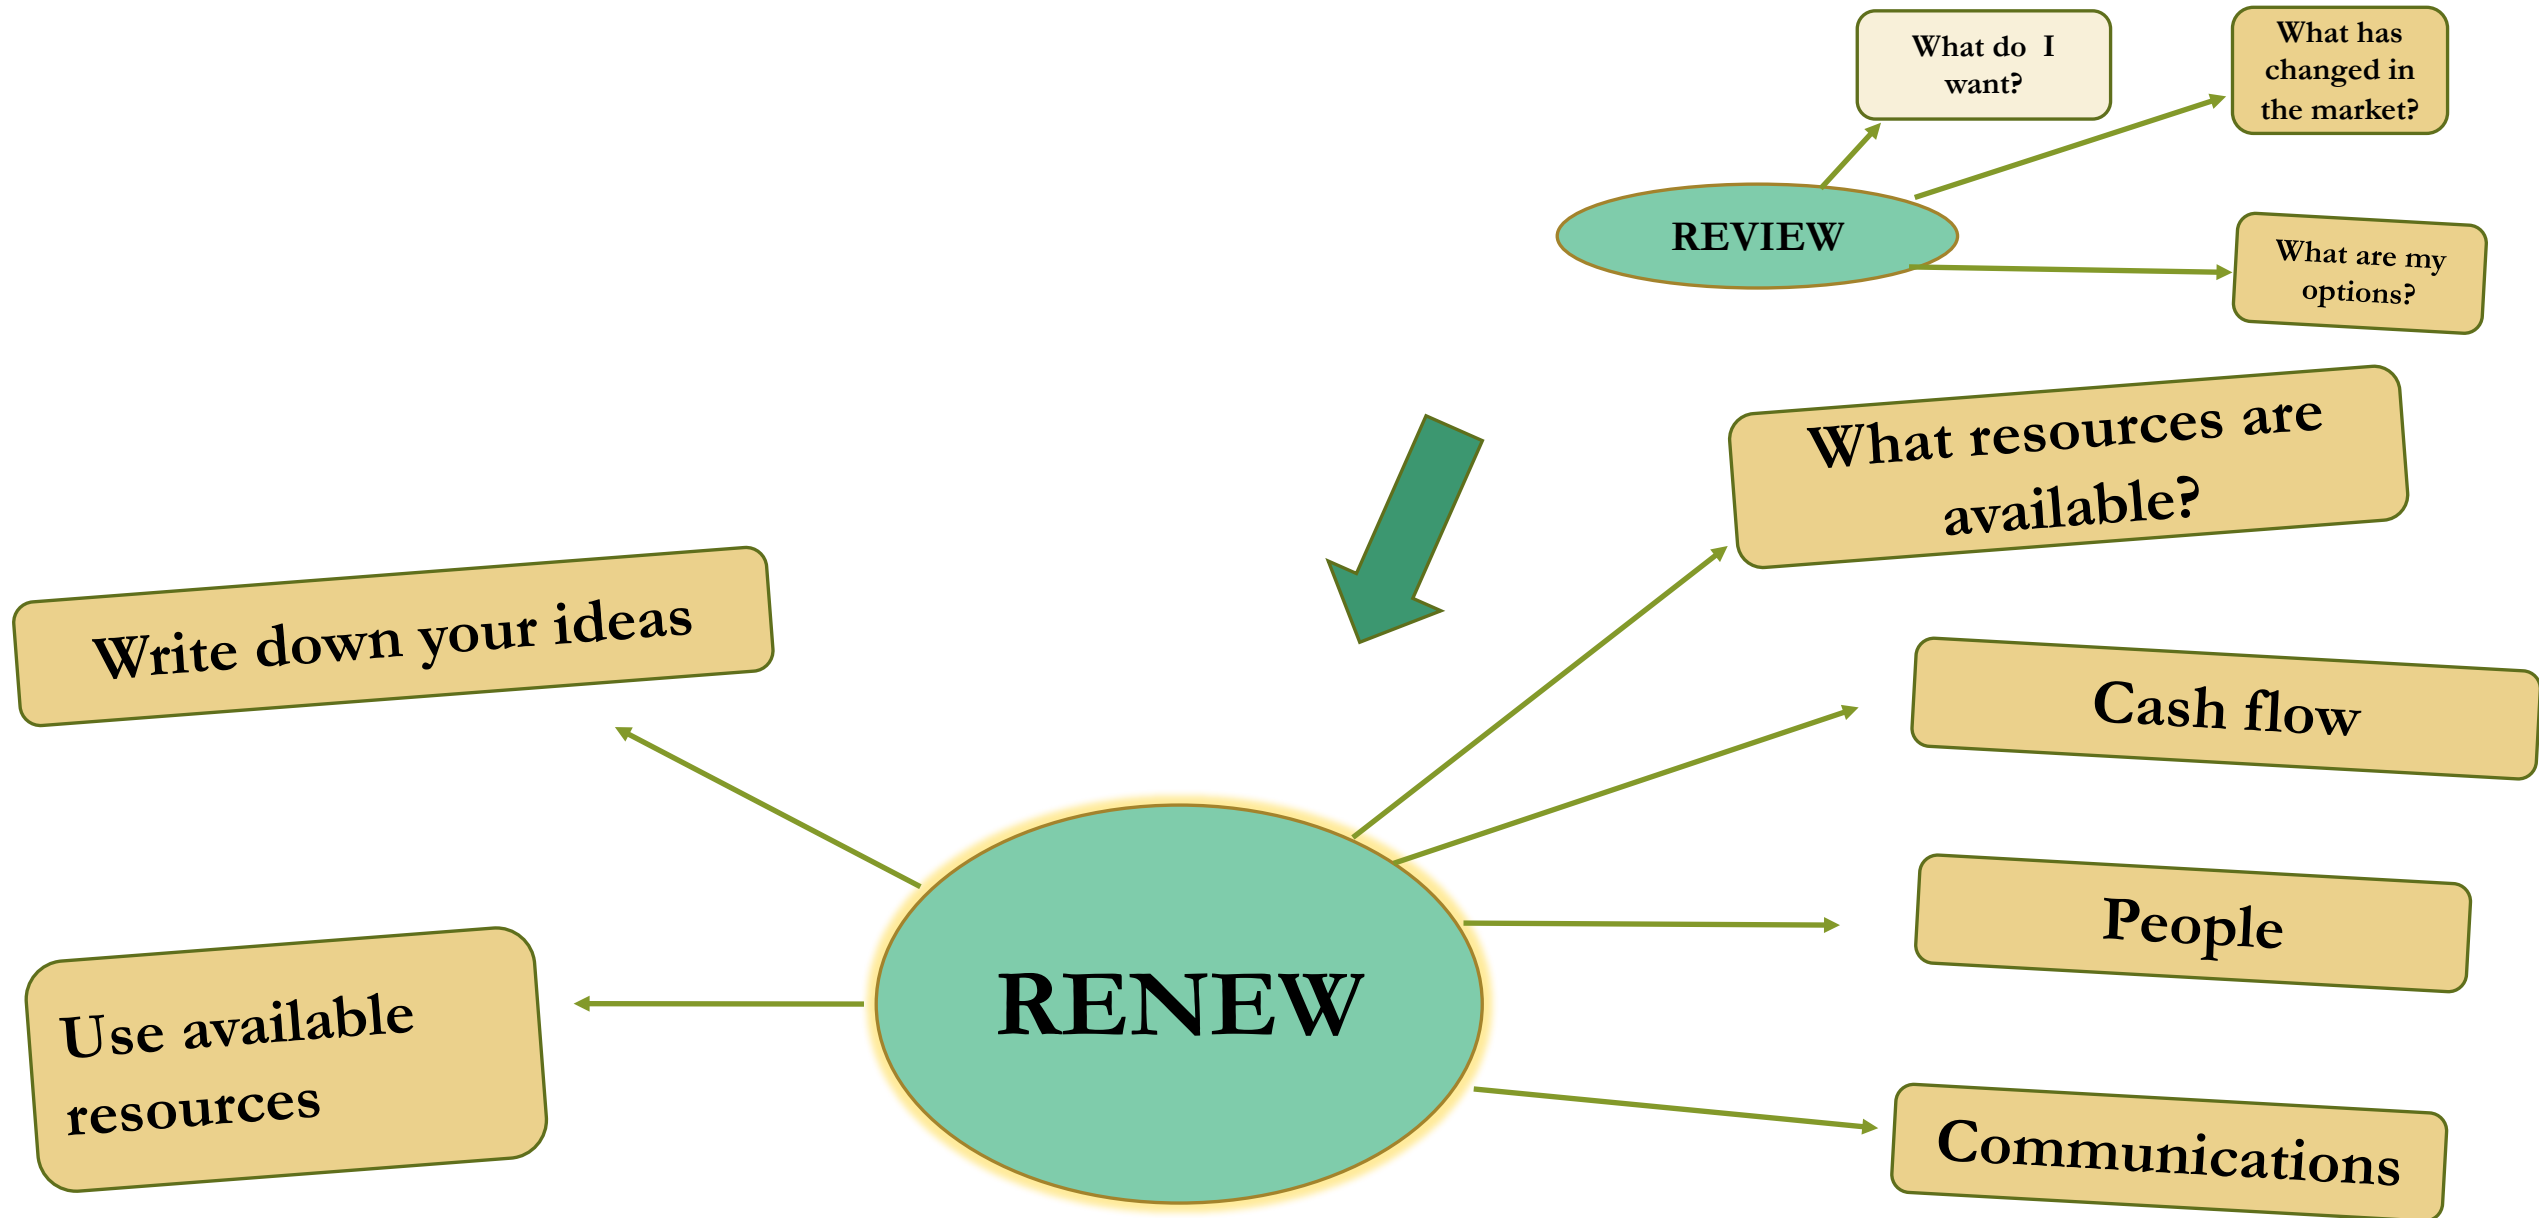 What do I
want?
What has
changed in
the market?
REVIEW
What are my
options?
What resources are
available?
Write down your ideas
Cash flow
People
Use available
resources
RENEW
Communications